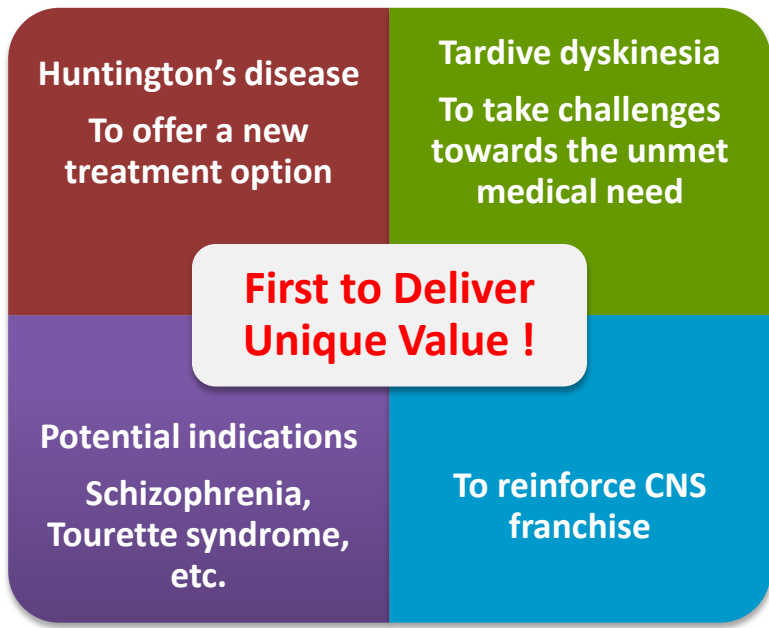 Huntington’s disease
To offer a new
treatment option
Tardive dyskinesia
To take challenges
towards the unmet
medical need
First to Deliver
Unique Value !
Potential indications
Schizophrenia,
Tourette syndrome,
etc.
To reinforce CNS
franchise